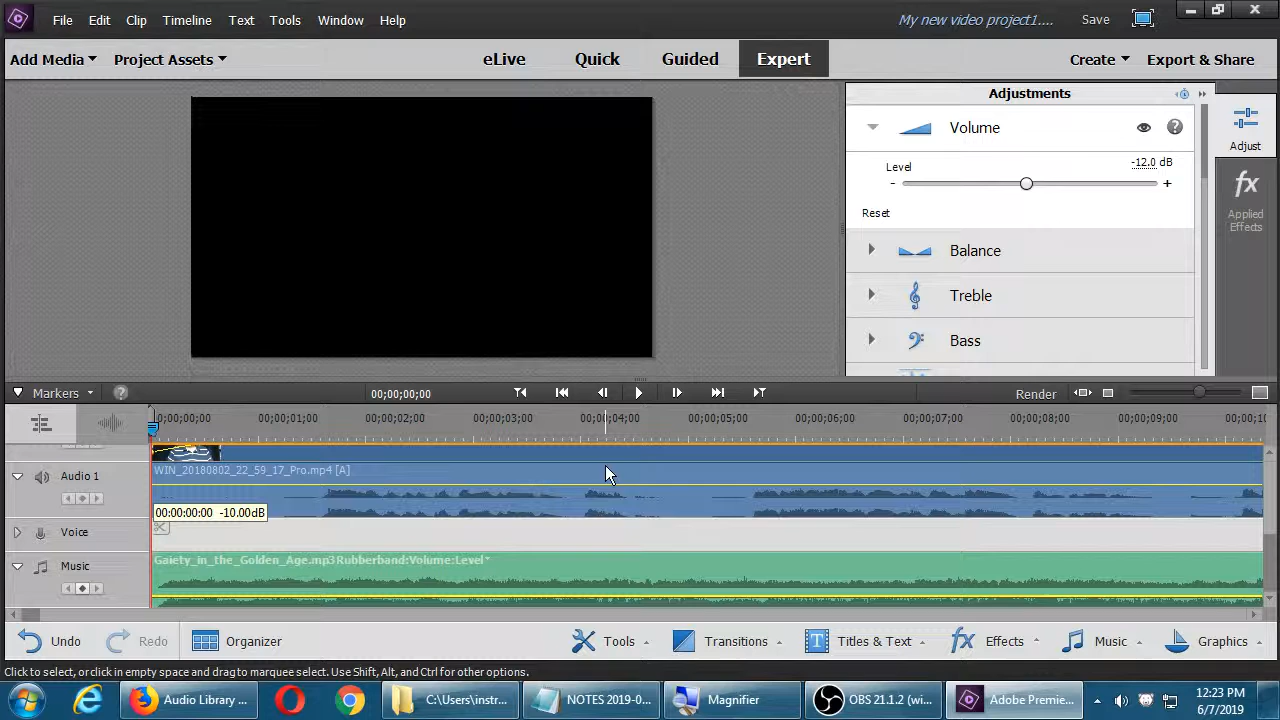 File Edit Clip Timeline Text Tools Window Help My new video project1.... Save
Add Media Project Assets eLive Quick Guided Expert Create Export & Share
Adjustments
Volume
Level -12.0 dB
- +
Reset
Balance
Treble
Bass
Adjust
fx
Applied
Effects
Markers 00;00;00;00 Render
0;00;00;00 00;00;01;00 00;00;02;00 00;00;03;00 00;00;04;00 00;00;05;00 00;00;06;00 00;00;07;00 00;00;08;00 00;00;09;00 00;00;10
Audio 1 WIN_20180802_22_59_17_Pro.mp4 [A]
00:00:00:00 -10.00dB
Voice
Music Gaiety_in_the_Golden_Age.mp3 Rubberband:Volume:Level
Undo Redo Organizer Tools Transitions T Titles & Text fx Effects Music Graphics
Click to select, or click in empty space and drag to marquee select. Use Shift, Alt, and Ctrl for other options.
Audio Library ... C:\Users\instr... NOTES 2019-0... Magnifier OBS 21.1.2 (wi... Adobe Premie... 12:23 PM
6/7/2019